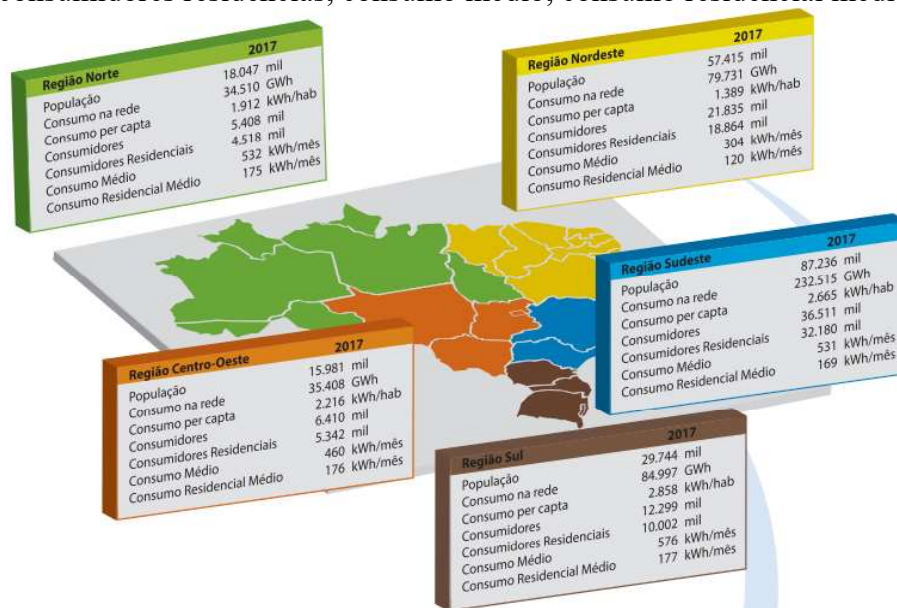 consumidores residências, consumo médio, consumo residencial
Região Norte 2017
População 18.047 mil
Consumo na rede 34.510 GWh
Consumo per capta 1.912 kWh/hab
Consumidores 5.408 mil
Consumidores Residenciais 4.518 mil
Consumo Médio 532 kWh/mês
Consumo Residencial Médio 175 kWh/mês
Região Nordeste 2017
População 57.415 mil
Consumo na rede 79.731 GWh
Consumo per capta 1.389 kWh/hab
Consumidores 21.835 mil
Consumidores Residenciais 18.864 mil
Consumo Médio 304 kWh/mês
Consumo Residencial Médio 120 kWh/mês
Região Sudeste 2017
População 87.236 mil
Consumo na rede 232.515 GWh
Consumo per capta 2.665 kWh/hab
Consumidores 36.511 mil
Consumidores Residenciais 32.180 mil
Consumo Médio 531 kWh/mês
Consumo Residencial Médio 169 kWh/mês
Região Centro-Oeste 2017
População 15.981 mil
Consumo na rede 35.408 GWh
Consumo per capta 2.216 kWh/hab
Consumidores 6.410 mil
Consumidores Residenciais 5.342 mil
Consumo Médio 460 kWh/mês
Consumo Residencial Médio 176 kWh/mês
Região Sul 2017
População 29.744 mil
Consumo na rede 84.997 GWh
Consumo per capta 2.858 kWh/hab
Consumidores 12.299 mil
Consumidores Residenciais 10.002 mil
Consumo Médio 576 kWh/mês
Consumo Residencial Médio 177 kWh/mês